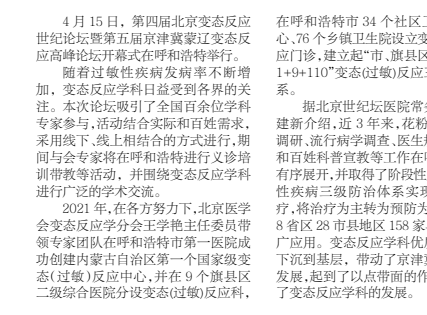 4 月 15 日，第四届北京变态反应
世纪论坛暨第五届京津冀蒙辽变态反
应高峰论坛开幕式在呼和浩特举行。
随着过敏性疾病发病率不断增
加，变态反应学科日益受到各界的关
注。本次论坛吸引了全国百余位学科
专家参与,活动结合实际和百姓需求，
采用线下、线上相结合的方式进行,期
间与会专家将在呼和浩特进行义诊培
训带教等活动，并围绕变态反应学科
进行广泛的学术交流。
2021 年,在各方努力下,北京医学
会变态反应学分会王学艳主任委员带
领专家团队在呼和浩特市第一医院成
功创建内蒙古自治区第一个国家级变
态(过敏)反应中心,并在 9 个旗县区
二级综合医院分设变态(过敏)反应科，
在呼和浩特市 34 个社区卫
心、76 个乡镇卫生院设立变
应门诊,建立起“市、旗县区
1+9+110”变态(过敏)反应三
系。
据北京世纪坛医院常务
建新介绍,近 3 年来,花粉
调研、流行病学调查、医生规
和百姓科普宣教等工作在呼
有序展开,并取得了阶段性
性疾病三级防治体系实现
疗,将治疗为主转为预防为
8 省区 28 市县地区 158 家
广应用。变态反应学科优质
下沉到基层，带动了京津冀
发展,起到了以点带面的作
了变态反应学科的发展。